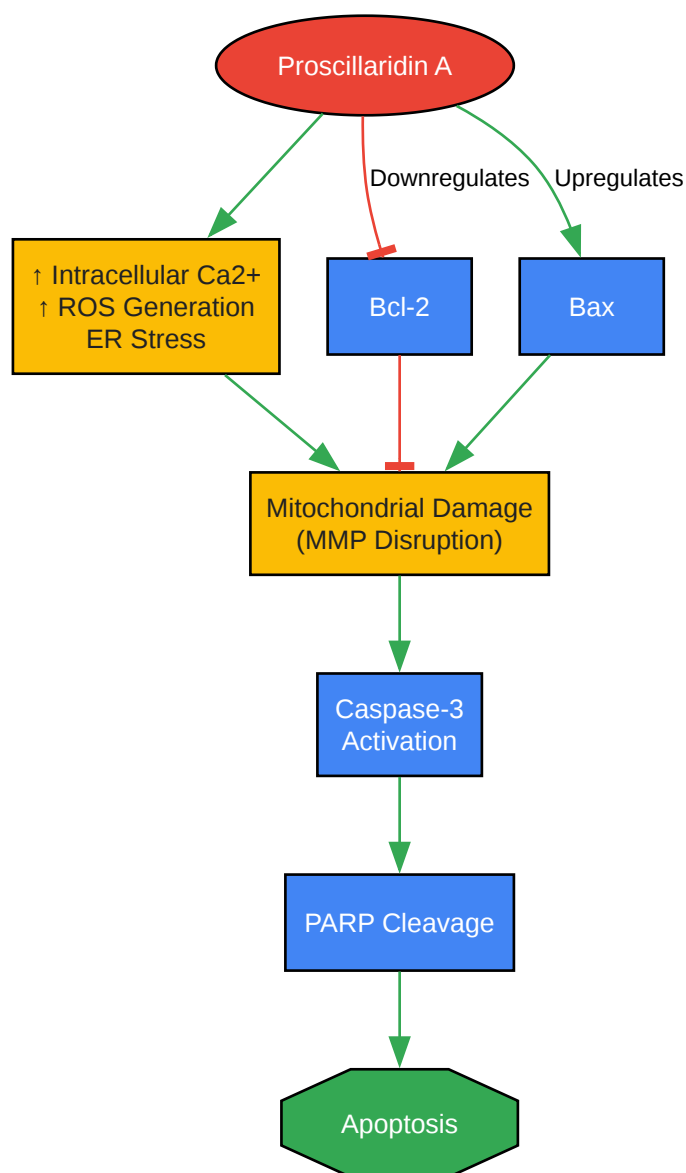 Proscillaridin A
Downregulates
Upregulates
↑ Intracellular Ca2+
↑ ROS Generation
ER Stress
Bcl-2
Bax
Mitochondrial Damage
(MMP Disruption)
Caspase-3
Activation
PARP Cleavage
Apoptosis